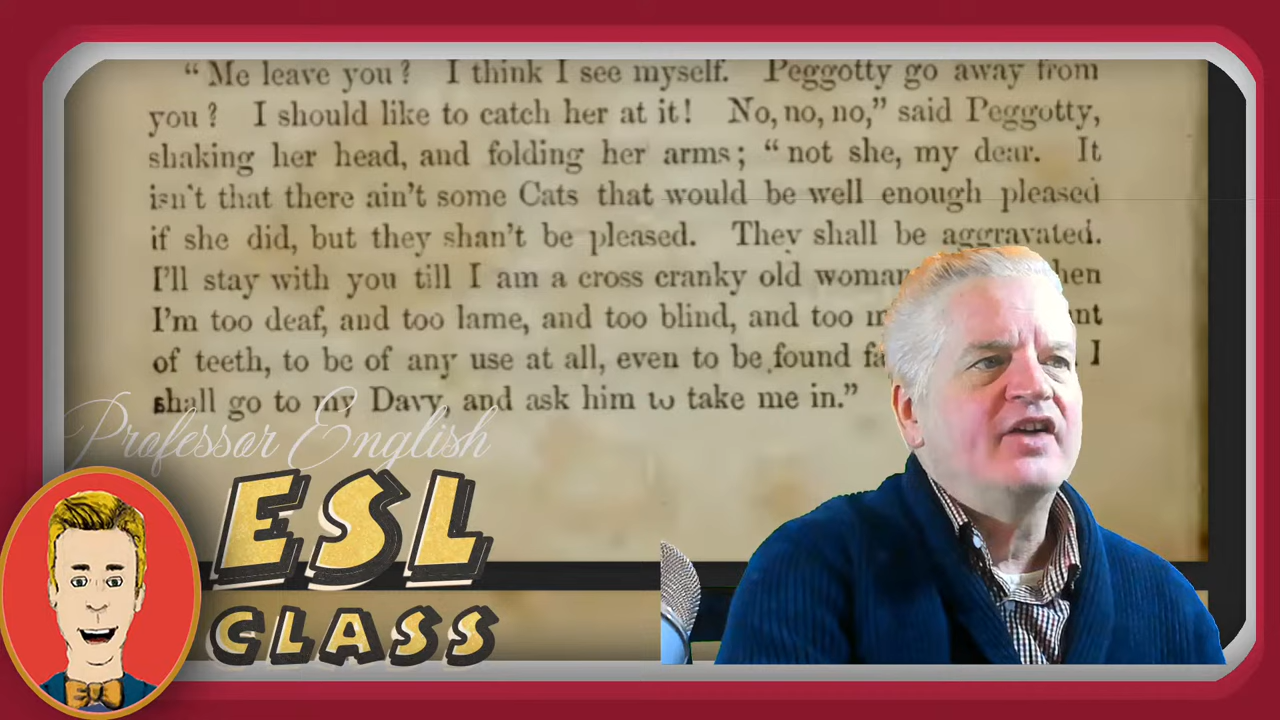 “ Me leave you ? I think I see myself. Peggotty go away from
you ? I should like to catch her at it! No, no, no,” said Peggotty,
shaking her head, and folding her arms ; “ not she, my dear. It
isn't that there ain't some Cats that would be well enough pleased
if she did, but they shan't be pleased. They shall be aggravated.
I'll stay with you till I am a cross cranky old woman
I'm too deaf, and too lame, and too blind, and too
of teeth, to be of any use at all, even to be found I
shall go to my Davy, and ask him to take me in.”
Professor English
ESL
CLASS